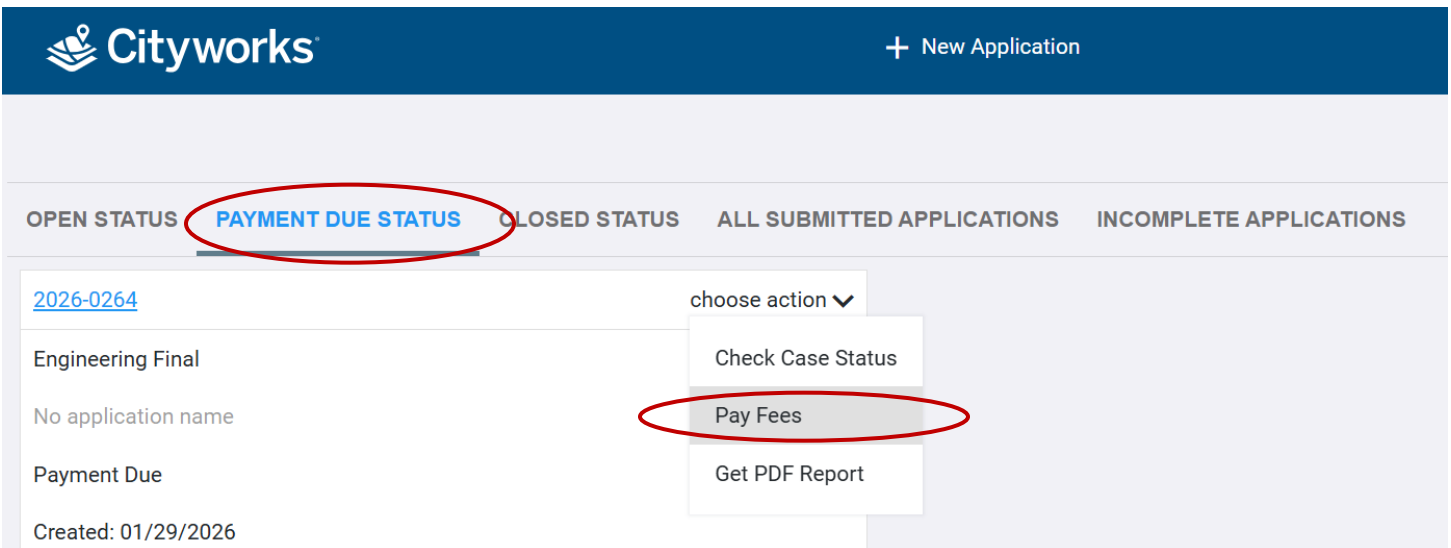 Cityworks
+ New Application
OPEN STATUS PAYMENT DUE STATUS CLOSED STATUS ALL SUBMITTED APPLICATIONS INCOMPLETE APPLICATIONS
2026-0264 choose action
Engineering Final Check Case Status
No application name Pay Fees
Payment Due Get PDF Report
Created: 01/29/2026